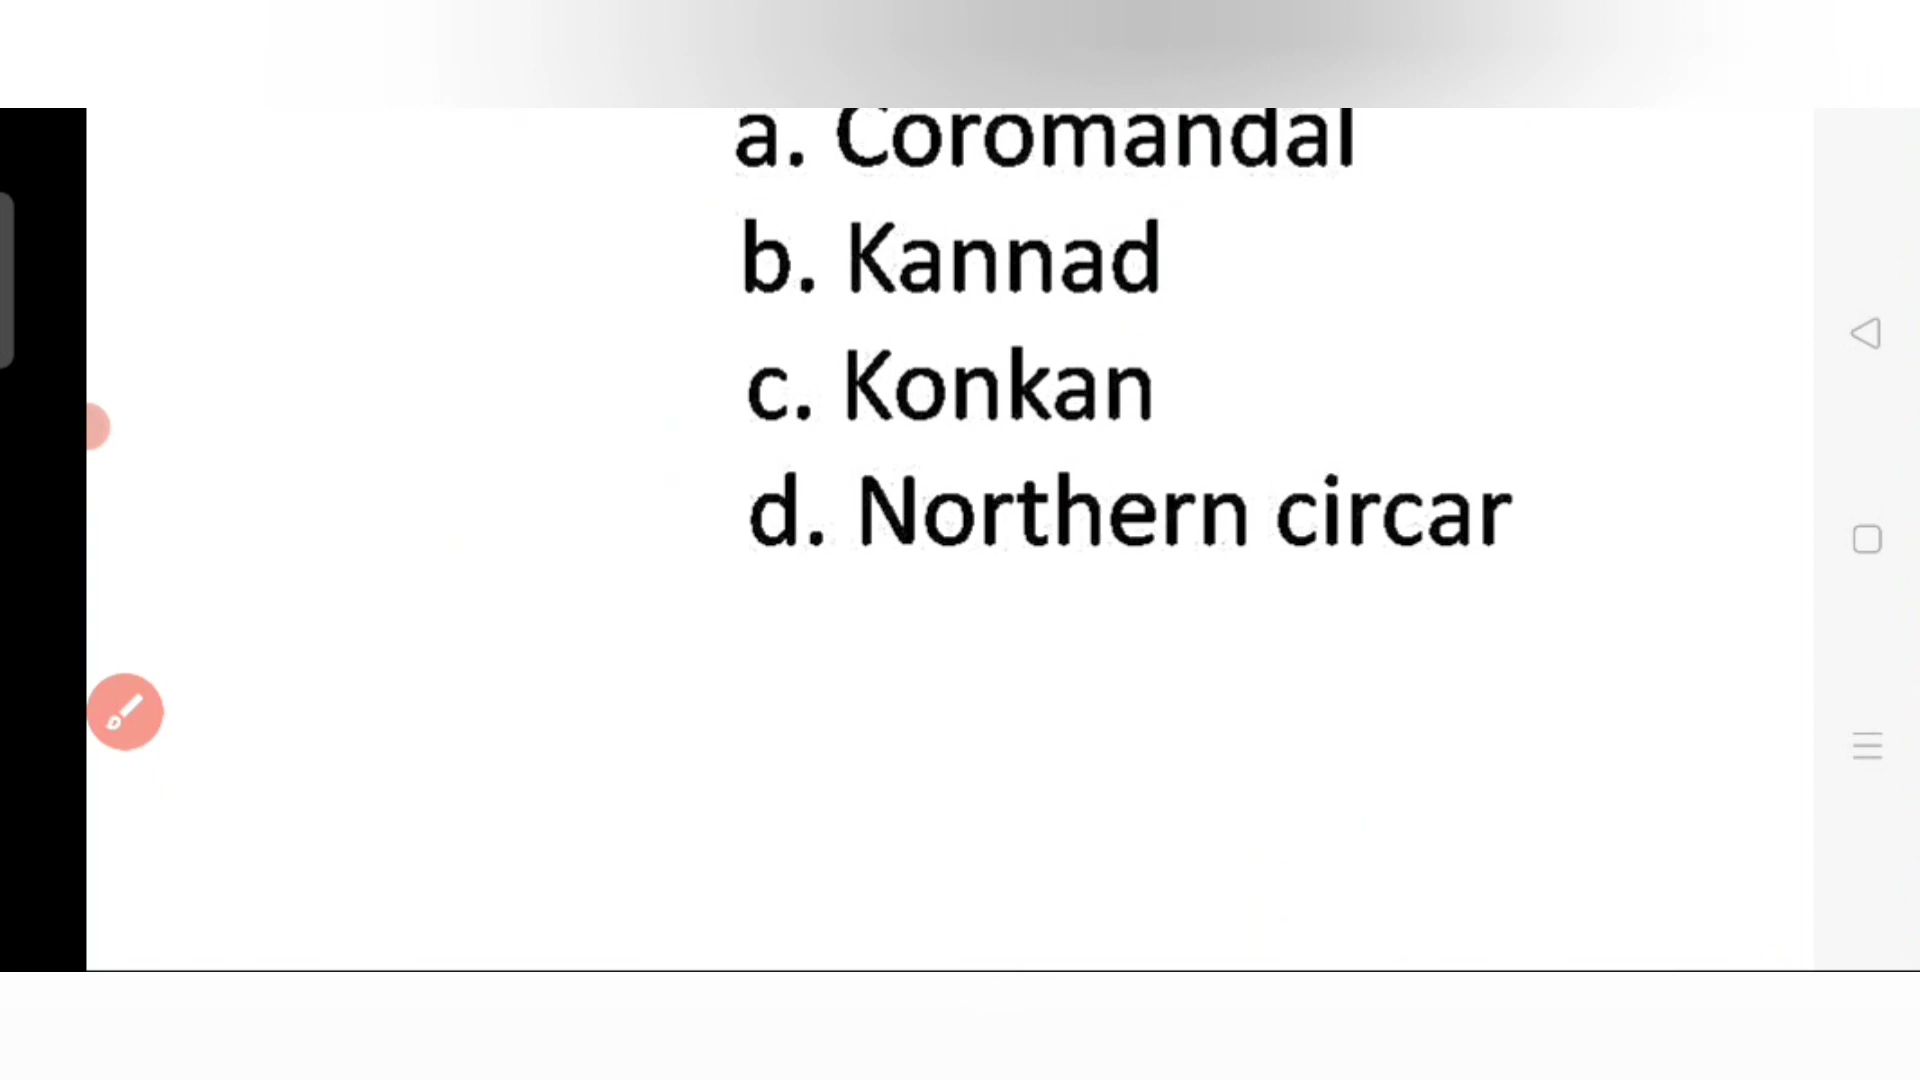 a. Coromandal
b. Kannad
c. Konkan
d. Northern circar